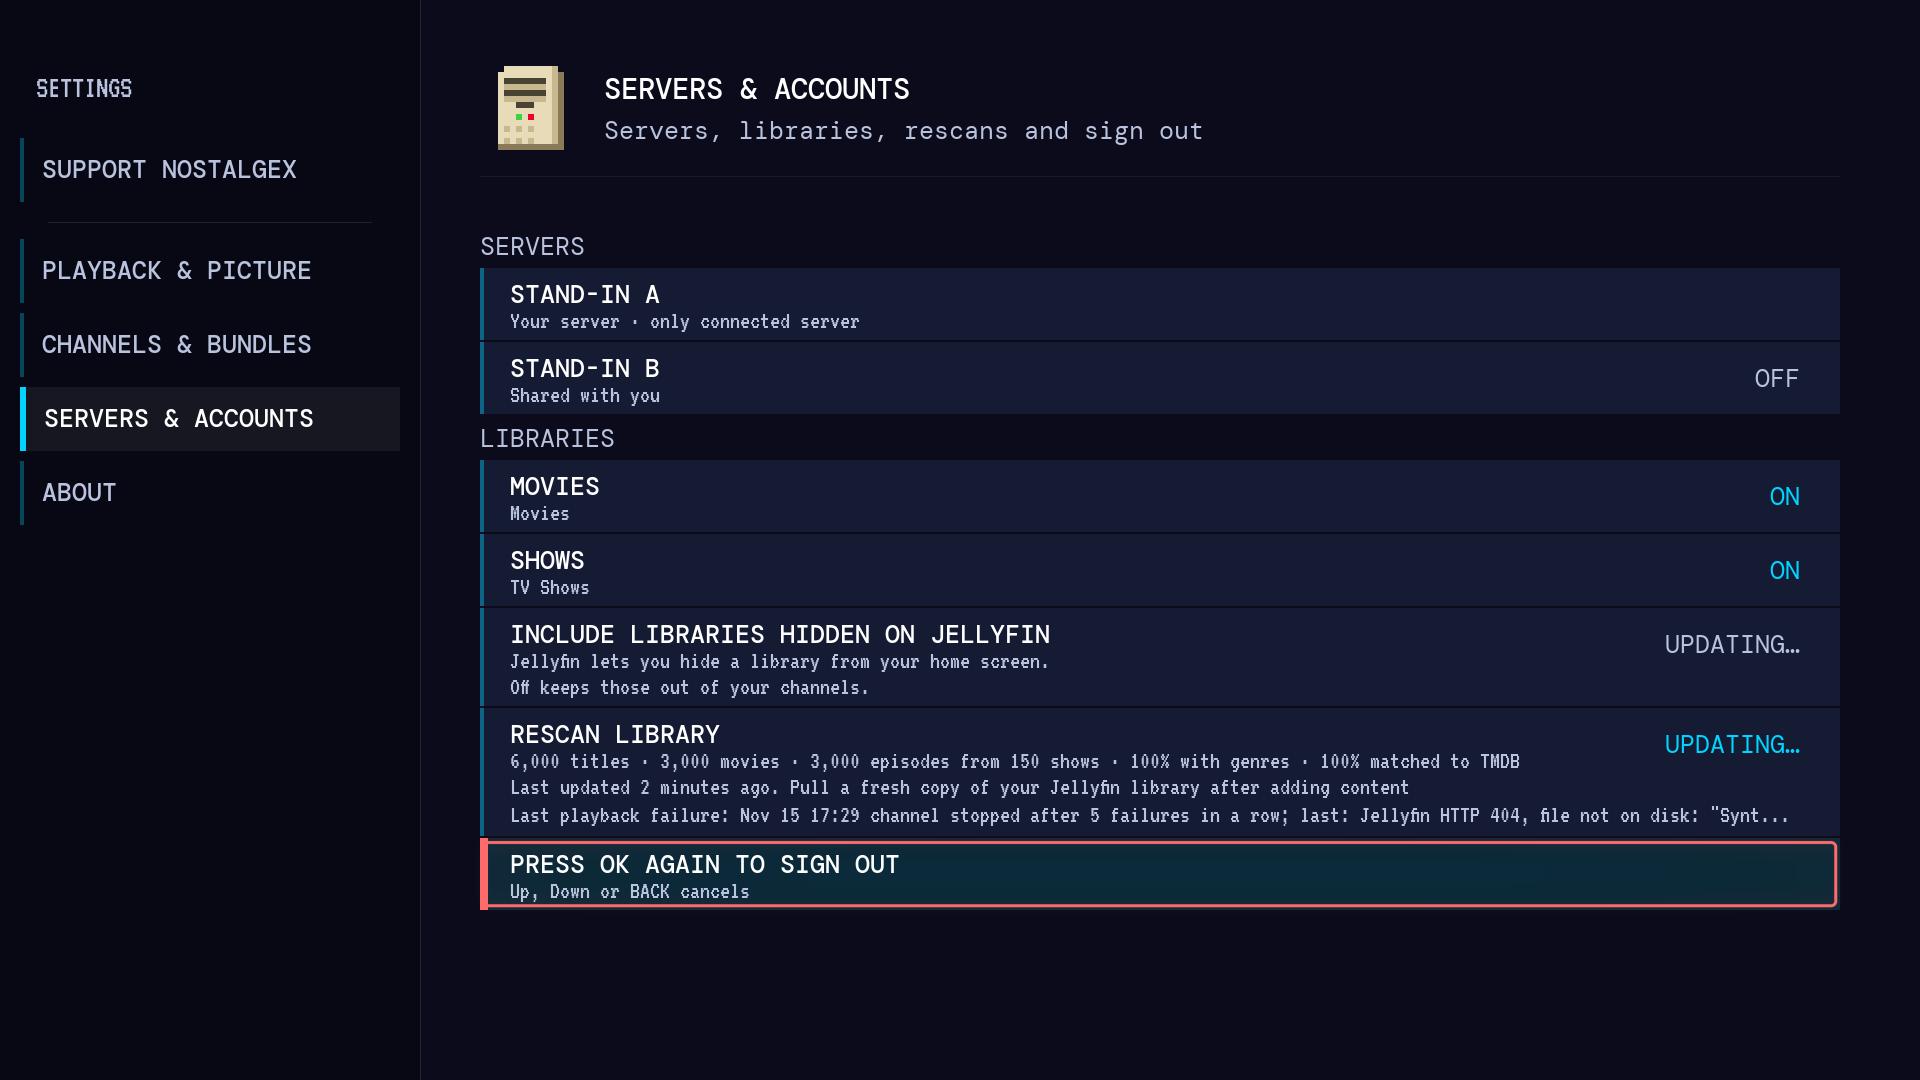 SETTINGS
SUPPORT NOSTALGEX
PLAYBACK & PICTURE
CHANNELS & BUNDLES
SERVERS & ACCOUNTS
ABOUT
SERVERS & ACCOUNTS
Servers, libraries, rescans and sign out
SERVERS
STAND-IN A
Your server · only connected server
STAND-IN B
Shared with you
OFF
LIBRARIES
MOVIES
Movies
ON
SHOWS
TV Shows
ON
INCLUDE LIBRARIES HIDDEN ON JELLYFIN
Jellyfin lets you hide a library from your home screen.
Off keeps those out of your channels.
UPDATING…
RESCAN LIBRARY
6,000 titles · 3,000 movies · 3,000 episodes from 150 shows · 100% with genres · 100% matched to TMDB
Last updated 2 minutes ago. Pull a fresh copy of your Jellyfin library after adding content
Last playback failure: Nov 15 17:29 channel stopped after 5 failures in a row; last: Jellyfin HTTP 404, file not on disk: "Synt...
UPDATING…
PRESS OK AGAIN TO SIGN OUT
Up, Down or BACK cancels